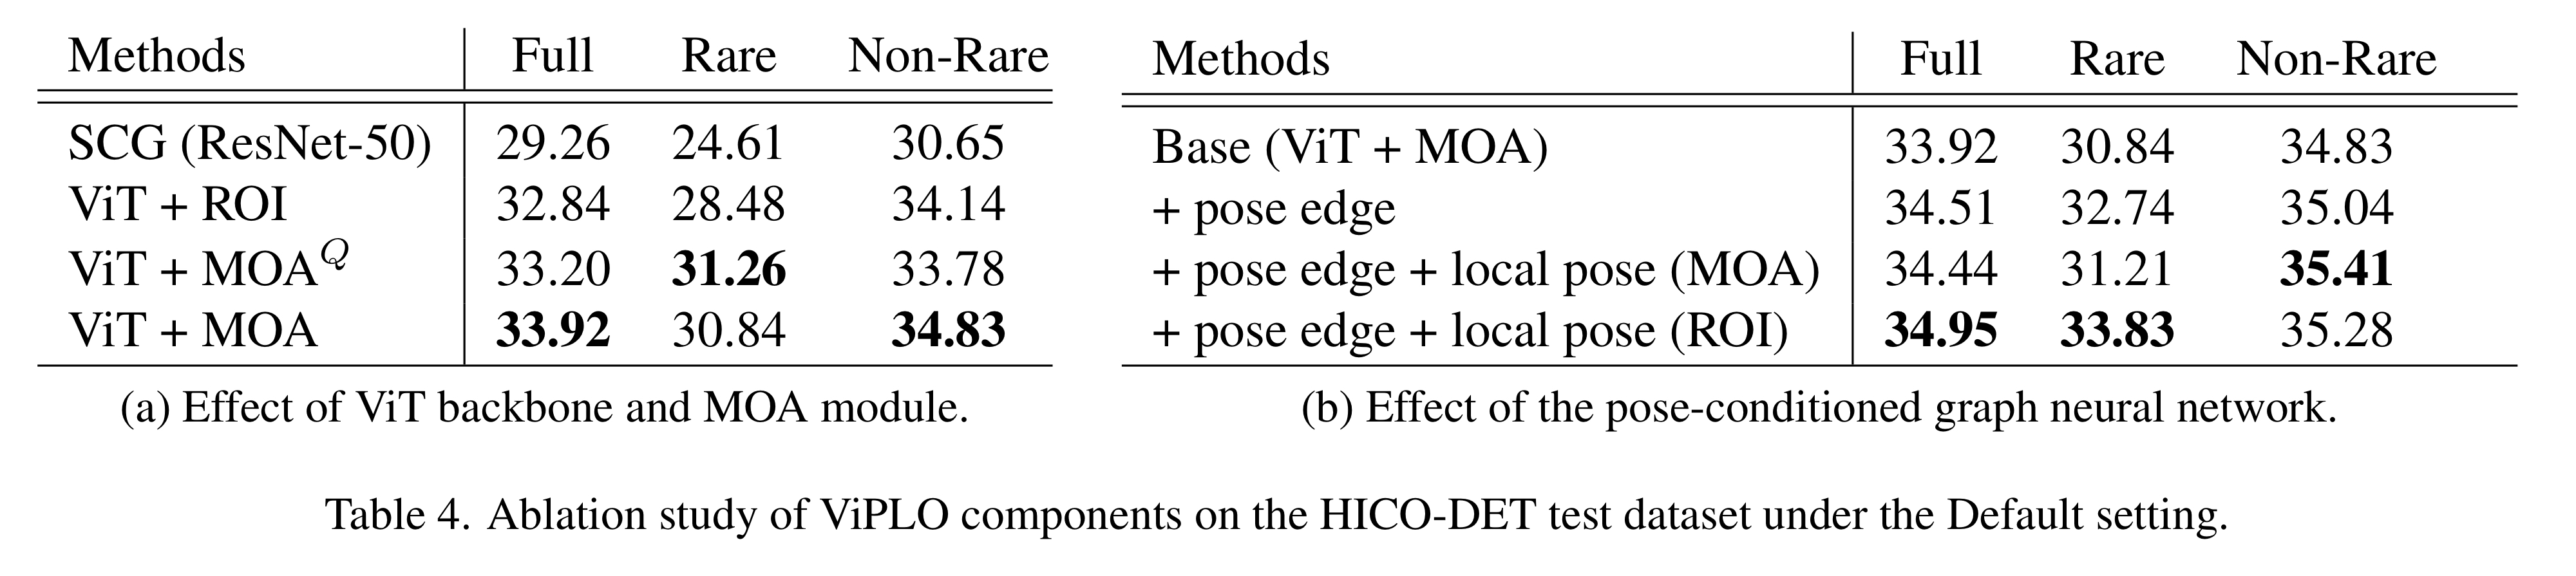 Methods Full Rare Non-Rare
SCG (ResNet-50) 29.26 24.61 30.65
ViT + ROI 32.84 28.48 34.14
ViT + MOA^Q 33.20 31.26 33.78
ViT + MOA 33.92 30.84 34.83
(a) Effect of ViT backbone and MOA module.
Methods Full Rare Non-Rare
Base (ViT + MOA) 33.92 30.84 34.83
+ pose edge 34.51 32.74 35.04
+ pose edge + local pose (MOA) 34.44 31.21 35.41
+ pose edge + local pose (ROI) 34.95 33.83 35.28
(b) Effect of the pose-conditioned graph neural network.
Table 4. Ablation study of ViPLO components on the HICO-DET test dataset under the Default setting.